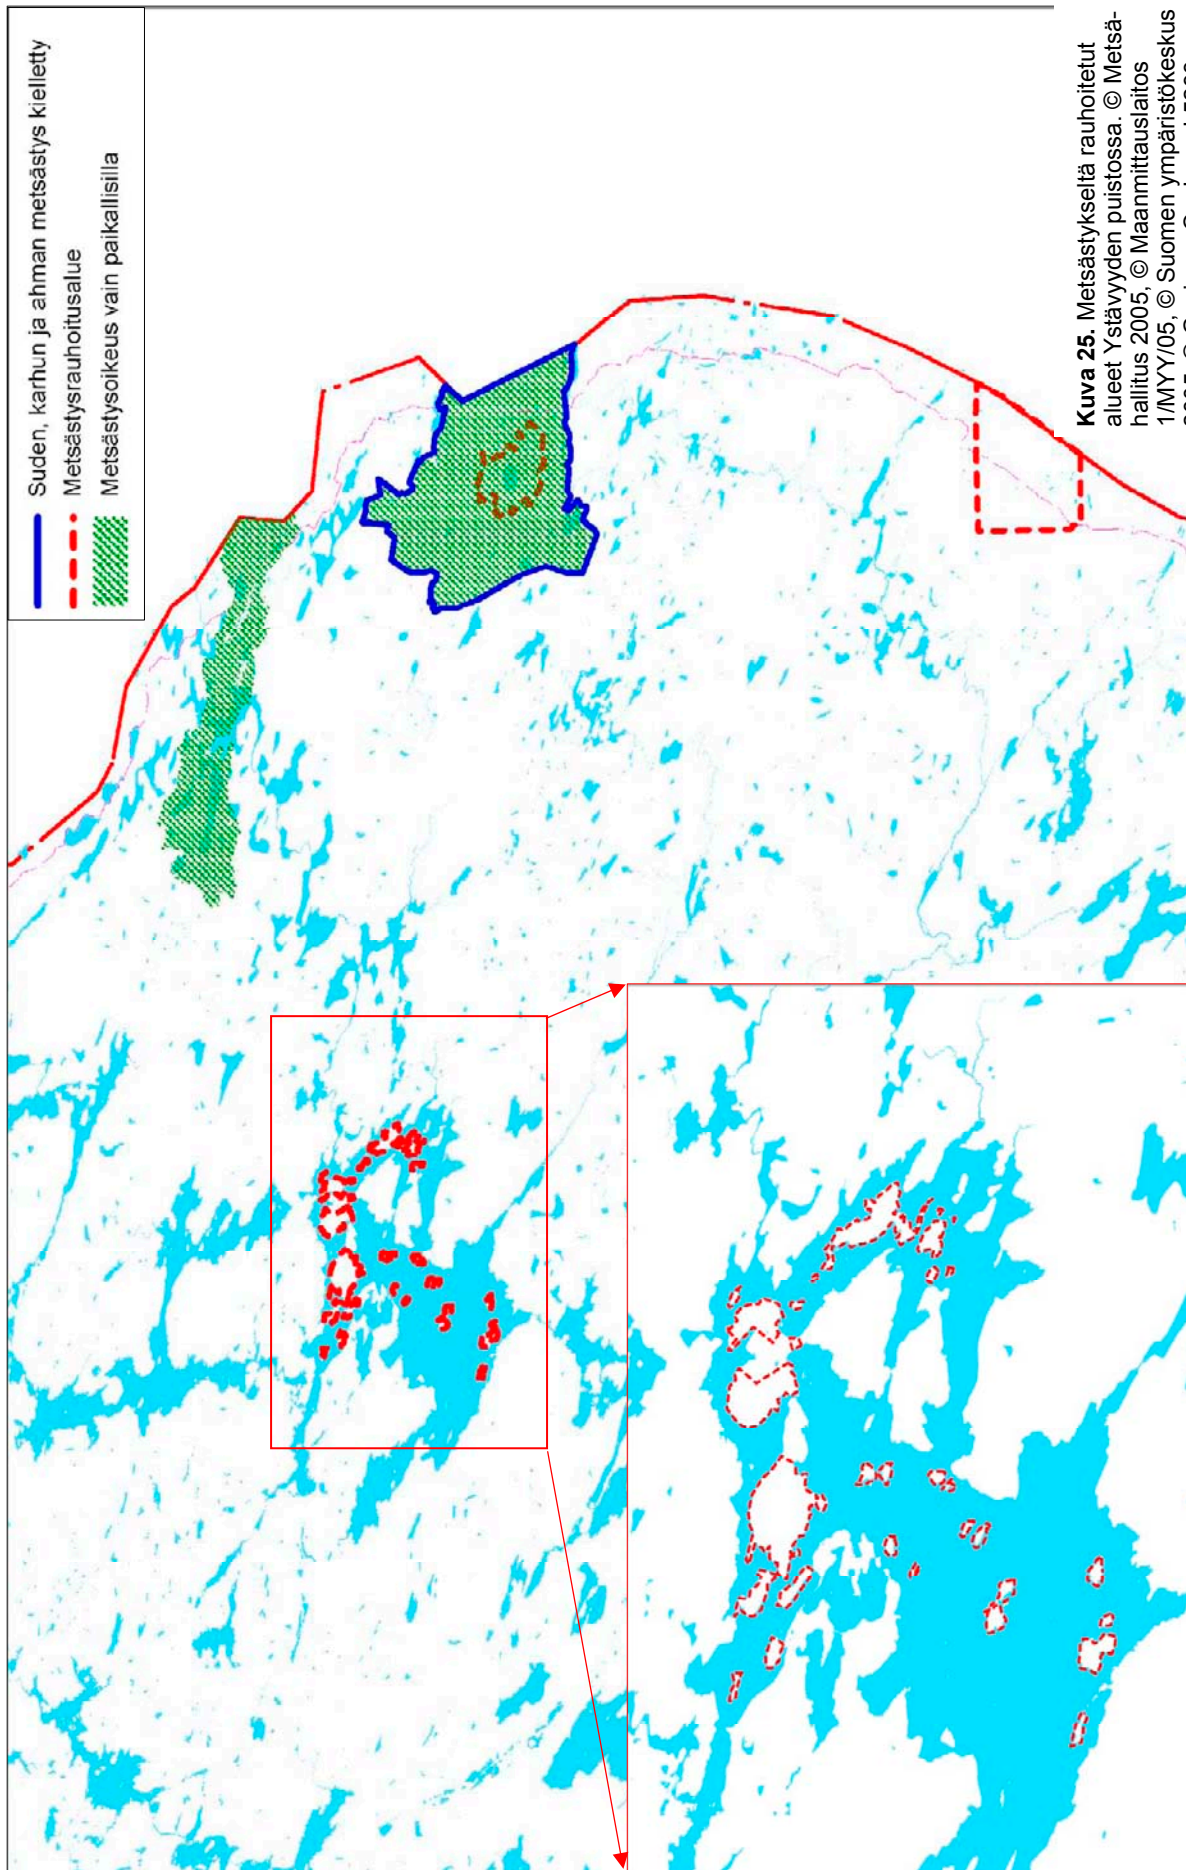 Suden, karhun ja ahman metsästys kielletty
Metsästysrauhoitusalue
Metsästysoikeus vain paikallisilla
Kuva 25. Metsästykseltä rauhoitetut
alueet Ystävyyden puistossa. © Metsä-
hallitus 2005, © Maanmittauslaitos
1/MYY/05, © Suomen ympäristökeskus